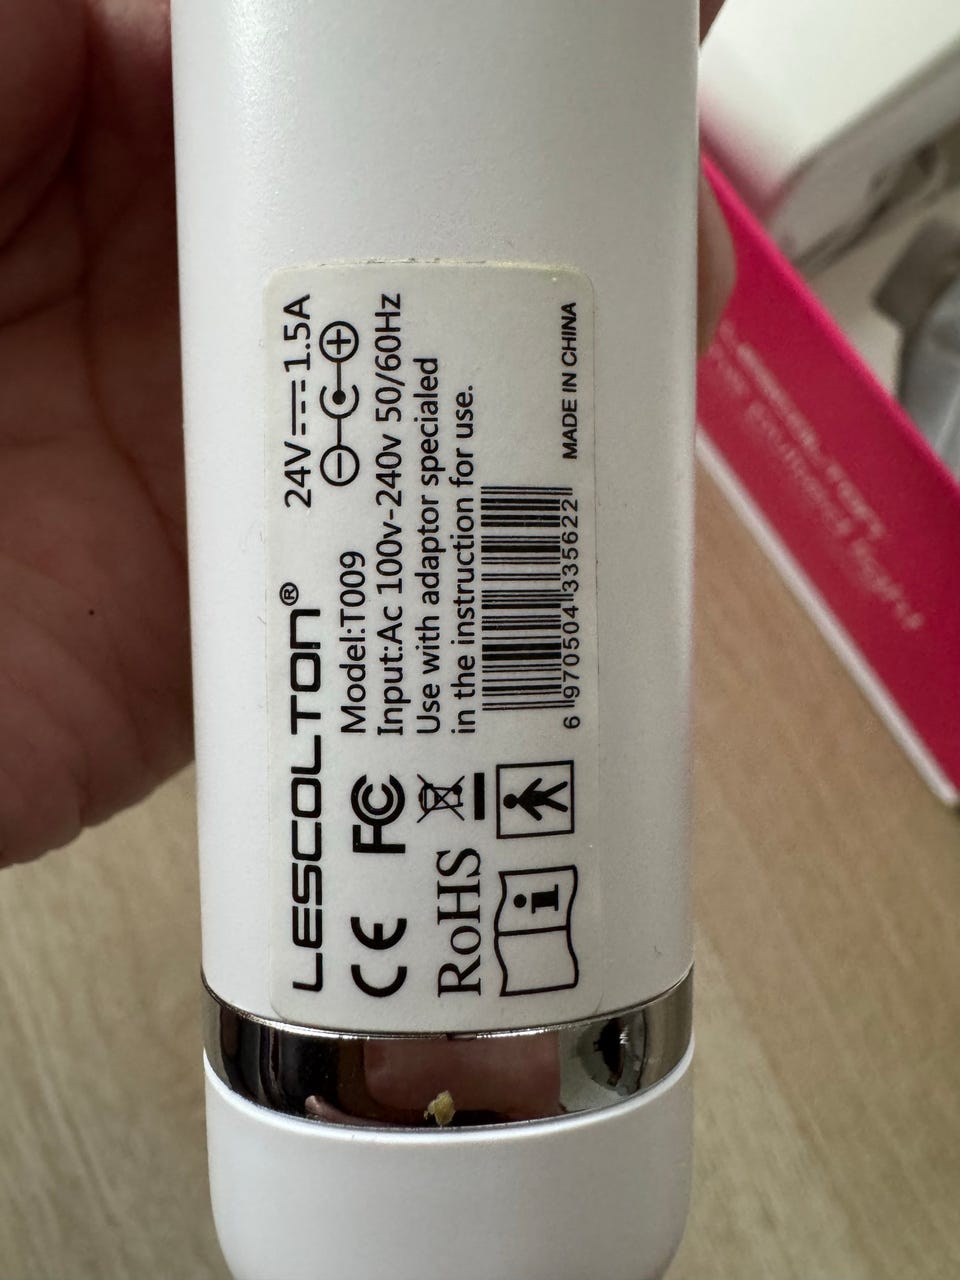 LESCOLTON®
24V⎓1.5A
Model:T009
Input:Ac 100v-240v 50/60Hz
Use with adaptor specialed
in the instruction for use.
CE FC
RoHS
i
6 970504 335622
MADE IN CHINA